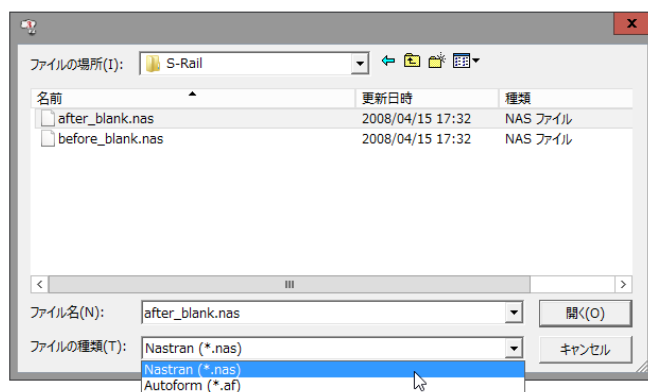 x
ファイルの場所(I): S-Rail
名前 更新日時 種類
after_blank.nas 2008/04/15 17:32 NAS ファイル
before_blank.nas 2008/04/15 17:32 NAS ファイル
ファイル名(N): after_blank.nas 開く(O)
ファイルの種類(T): Nastran (*.nas) キャンセル
Nastran (*.nas)
Autoform (*.af)